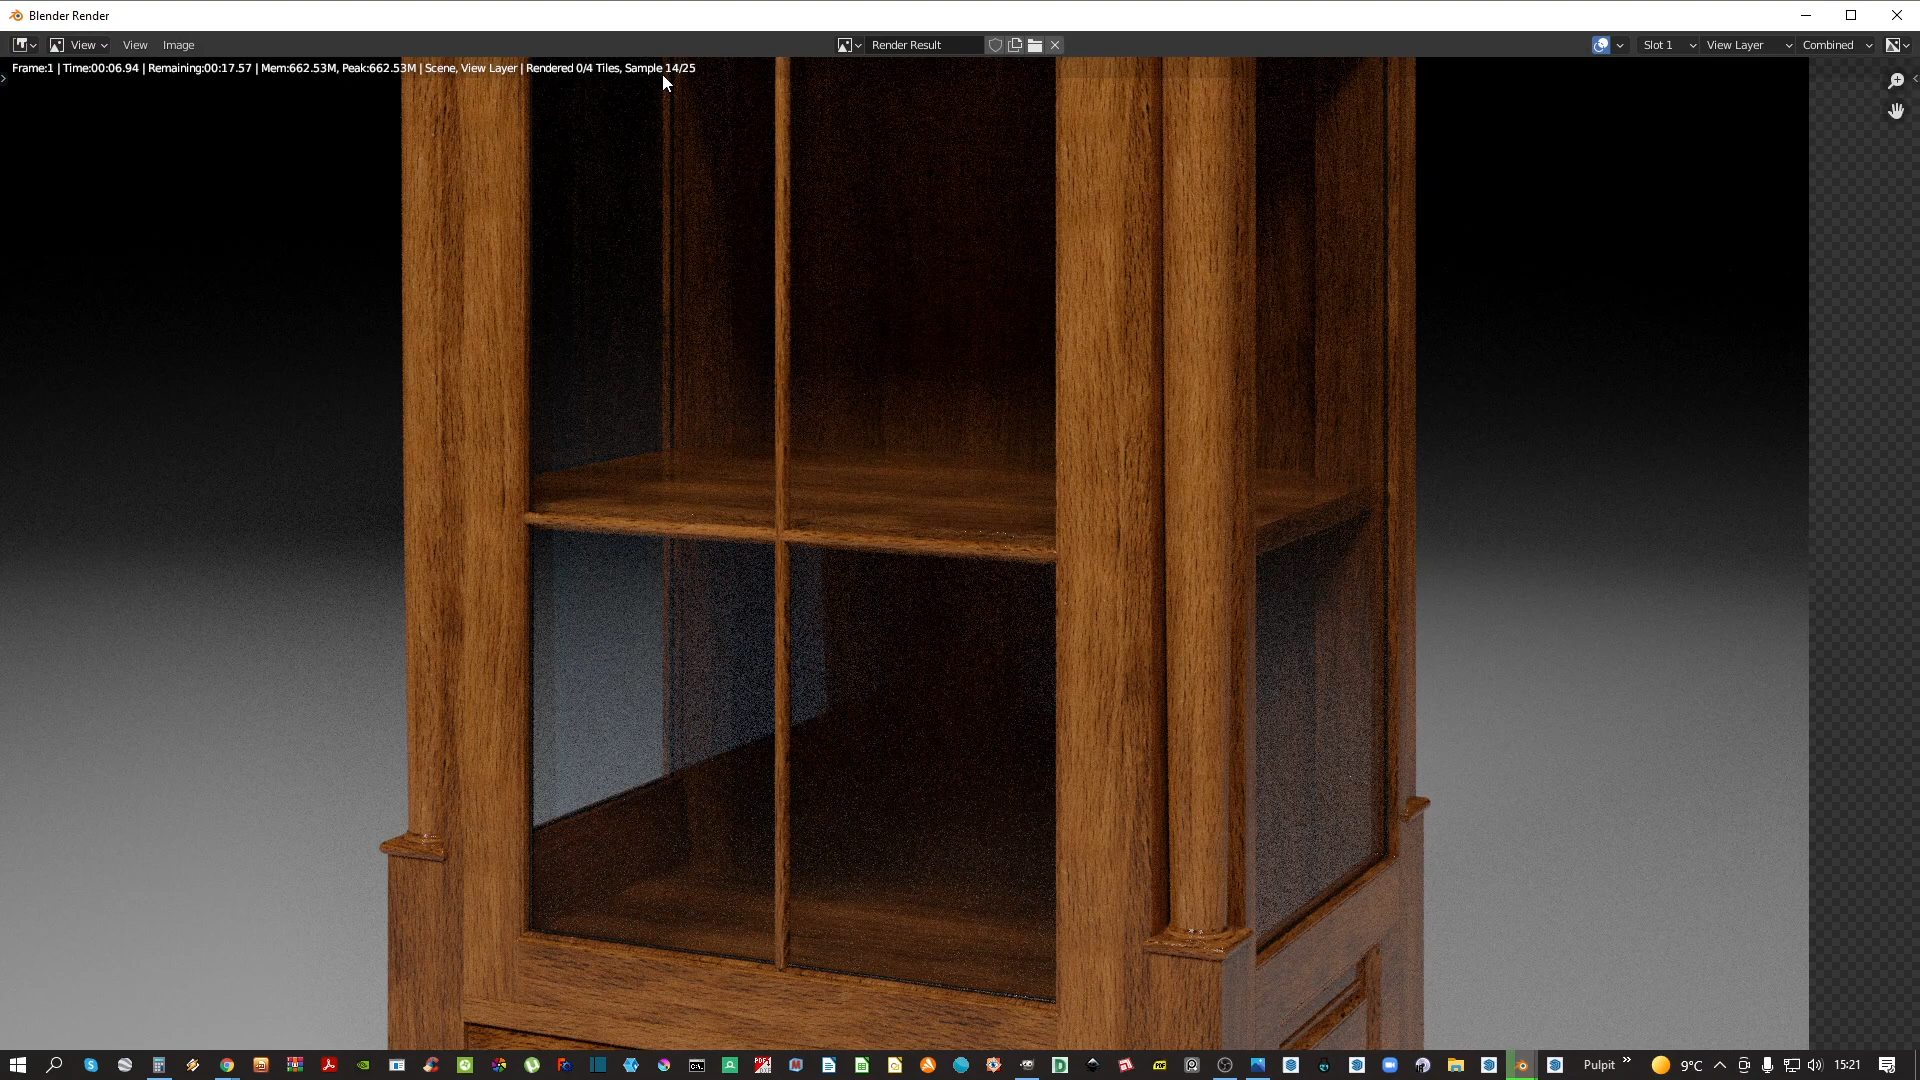 Blender Render
View View Image Render Result Slot 1 View Layer Combined
Frame:1 | Time:00:06.94 | Remaining:00:17.57 | Mem:662.53M, Peak:662.53M | Scene, View Layer | Rendered 0/4 Tiles, Sample 14/25
Pulpit 9°C 15:21